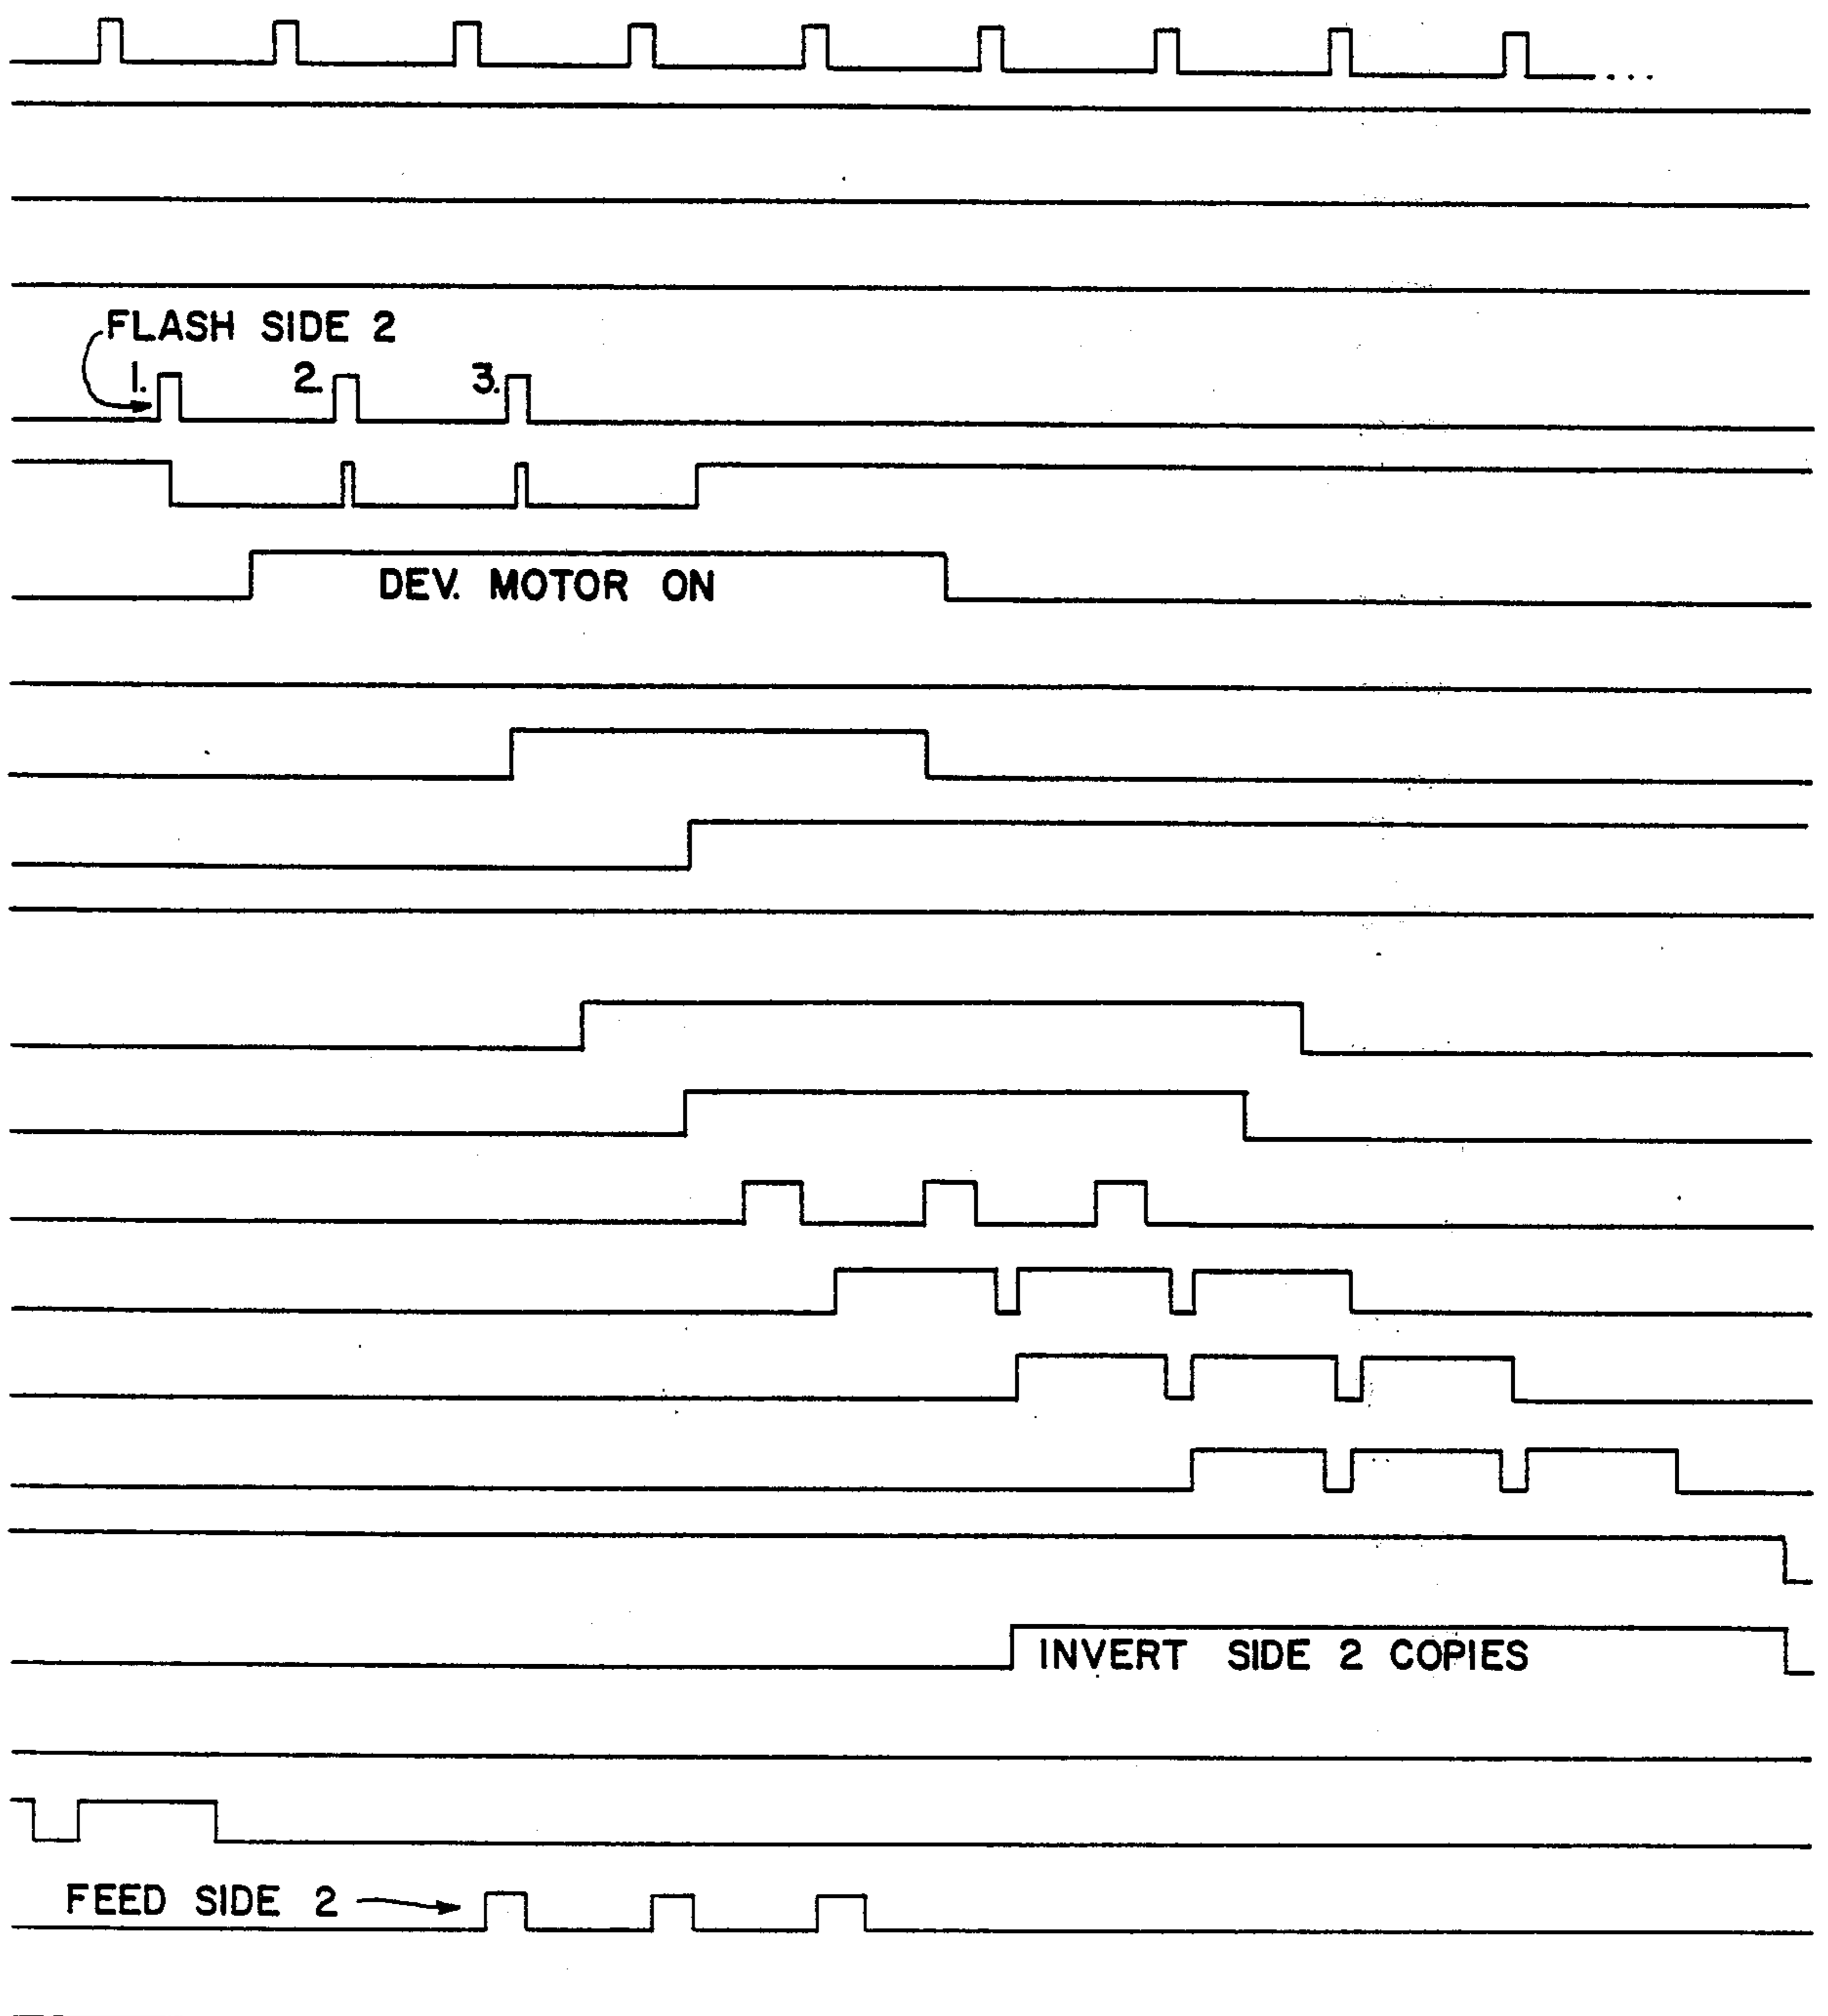 FLASH SIDE 2
1. 2. 3.
DEV. MOTOR ON
INVERT SIDE 2 COPIES
FEED SIDE 2